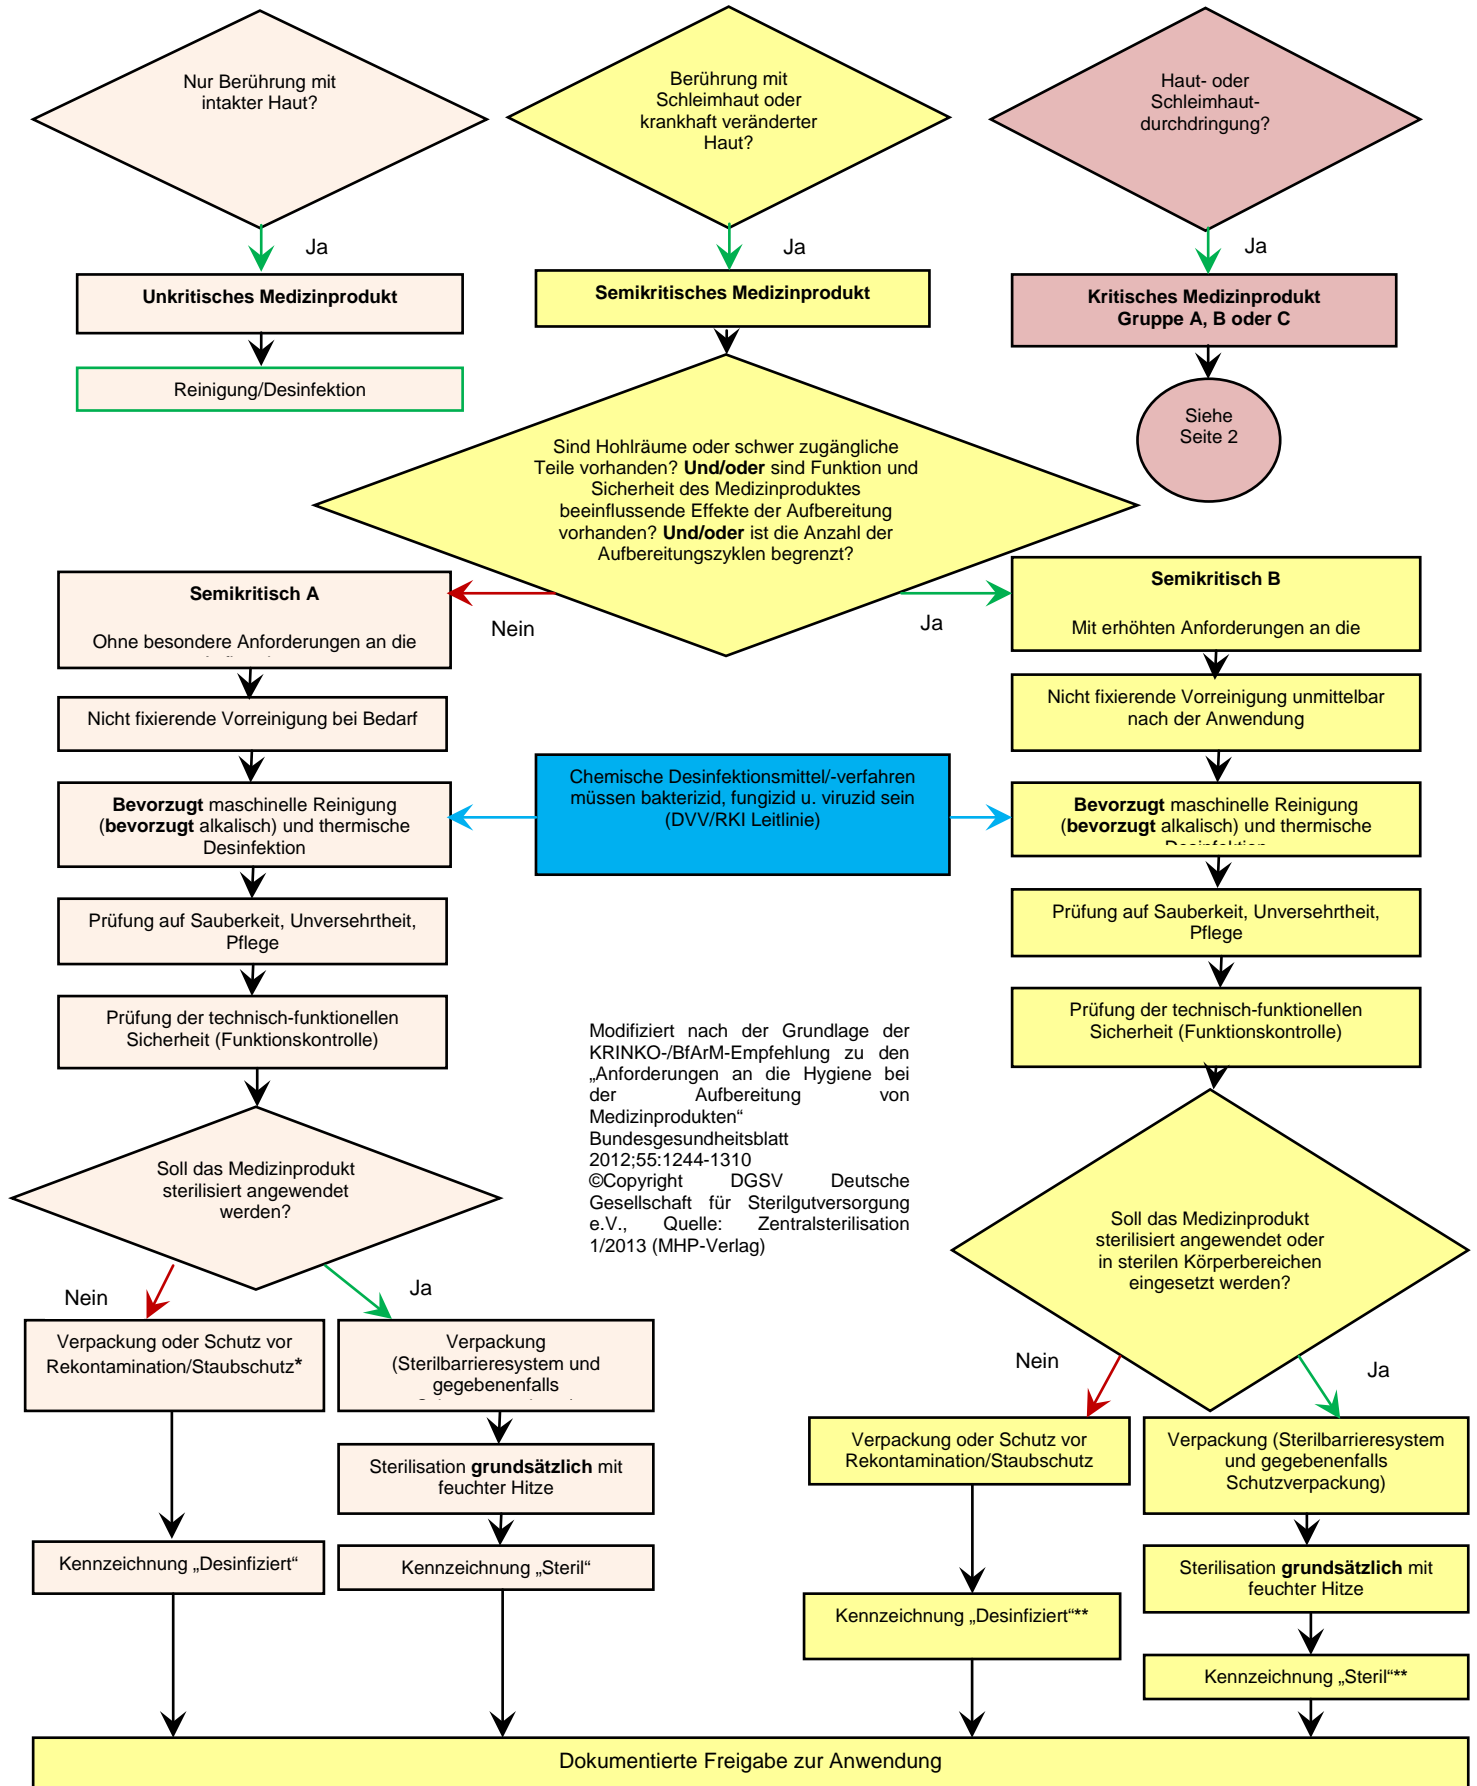 Nur Berührung mit
intakter Haut?
Berührung mit
Schleimhaut oder
krankhaft veränderter
Haut?
Haut- oder
Schleimhaut-
durchdringung?
Ja
Ja
Ja
Unkritisches Medizinprodukt
Semikritisches Medizinprodukt
Kritisches Medizinprodukt
Gruppe A, B oder C
Reinigung/Desinfektion
Siehe
Seite 2
Sind Hohlräume oder schwer zugängliche
Teile vorhanden? Und/oder sind Funktion und
Sicherheit des Medizinproduktes
beeinflussende Effekte der Aufbereitung
vorhanden? Und/oder ist die Anzahl der
Aufbereitungszyklen begrenzt?
Nein
Ja
Semikritisch A
Ohne besondere Anforderungen an die
Semikritisch B
Mit erhöhten Anforderungen an die
Nicht fixierende Vorreinigung bei Bedarf
Nicht fixierende Vorreinigung unmittelbar
nach der Anwendung
Bevorzugt maschinelle Reinigung
(bevorzugt alkalisch) und thermische
Desinfektion
Chemische Desinfektionsmittel/-verfahren
müssen bakterizid, fungizid u. viruzid sein
(DVV/RKI Leitlinie)
Bevorzugt maschinelle Reinigung
(bevorzugt alkalisch) und thermische
Desinfektion
Prüfung auf Sauberkeit, Unversehrtheit,
Pflege
Prüfung auf Sauberkeit, Unversehrtheit,
Pflege
Prüfung der technisch-funktionellen
Sicherheit (Funktionskontrolle)
Prüfung der technisch-funktionellen
Sicherheit (Funktionskontrolle)
Modifiziert nach der Grundlage der
KRINKO-/BfArM-Empfehlung zu den
„Anforderungen an die Hygiene bei
der Aufbereitung von
Medizinprodukten“
Bundesgesundheitsblatt
2012;55:1244-1310
©Copyright DGSV Deutsche
Gesellschaft für Sterilgutversorgung
e.V., Quelle: Zentralsterilisation
1/2013 (MHP-Verlag)
Soll das Medizinprodukt
sterilisiert angewendet
werden?
Soll das Medizinprodukt
sterilisiert angewendet oder
in sterilen Körperbereichen
eingesetzt werden?
Nein
Ja
Nein
Ja
Verpackung oder Schutz vor
Rekontamination/Staubschutz*
Verpackung
(Sterilbarrieresystem und
gegebenenfalls
Verpackung oder Schutz vor
Rekontamination/Staubschutz
Verpackung (Sterilbarrieresystem
und gegebenenfalls
Schutzverpackung)
Sterilisation grundsätzlich mit
feuchter Hitze
Sterilisation grundsätzlich mit
feuchter Hitze
Kennzeichnung „Desinfiziert“
Kennzeichnung „Steril“
Kennzeichnung „Desinfiziert“**
Kennzeichnung „Steril“**
Dokumentierte Freigabe zur Anwendung